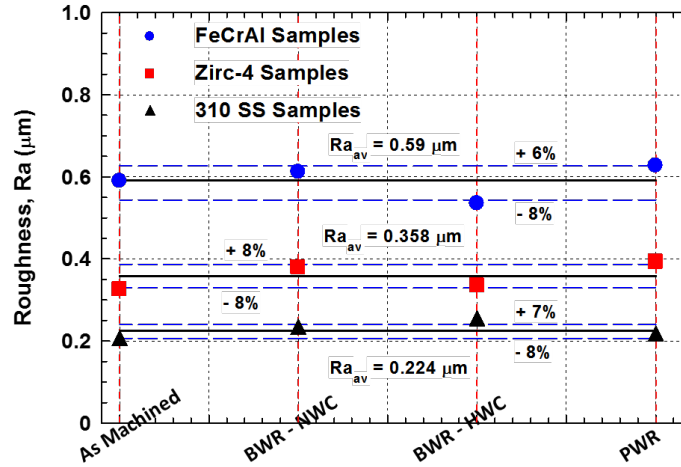 1.0
0.8
0.6
0.4
0.2
0
Roughness, Ra (μm)
FeCrAl Samples
Zirc-4 Samples
310 SS Samples
Ra_av = 0.59 μm
+ 6%
- 8%
Ra_av = 0.358 μm
+ 8%
- 8%
+ 7%
- 8%
Ra_av = 0.224 μm
As Machined
BWR - NWC
BWR - HWC
PWR